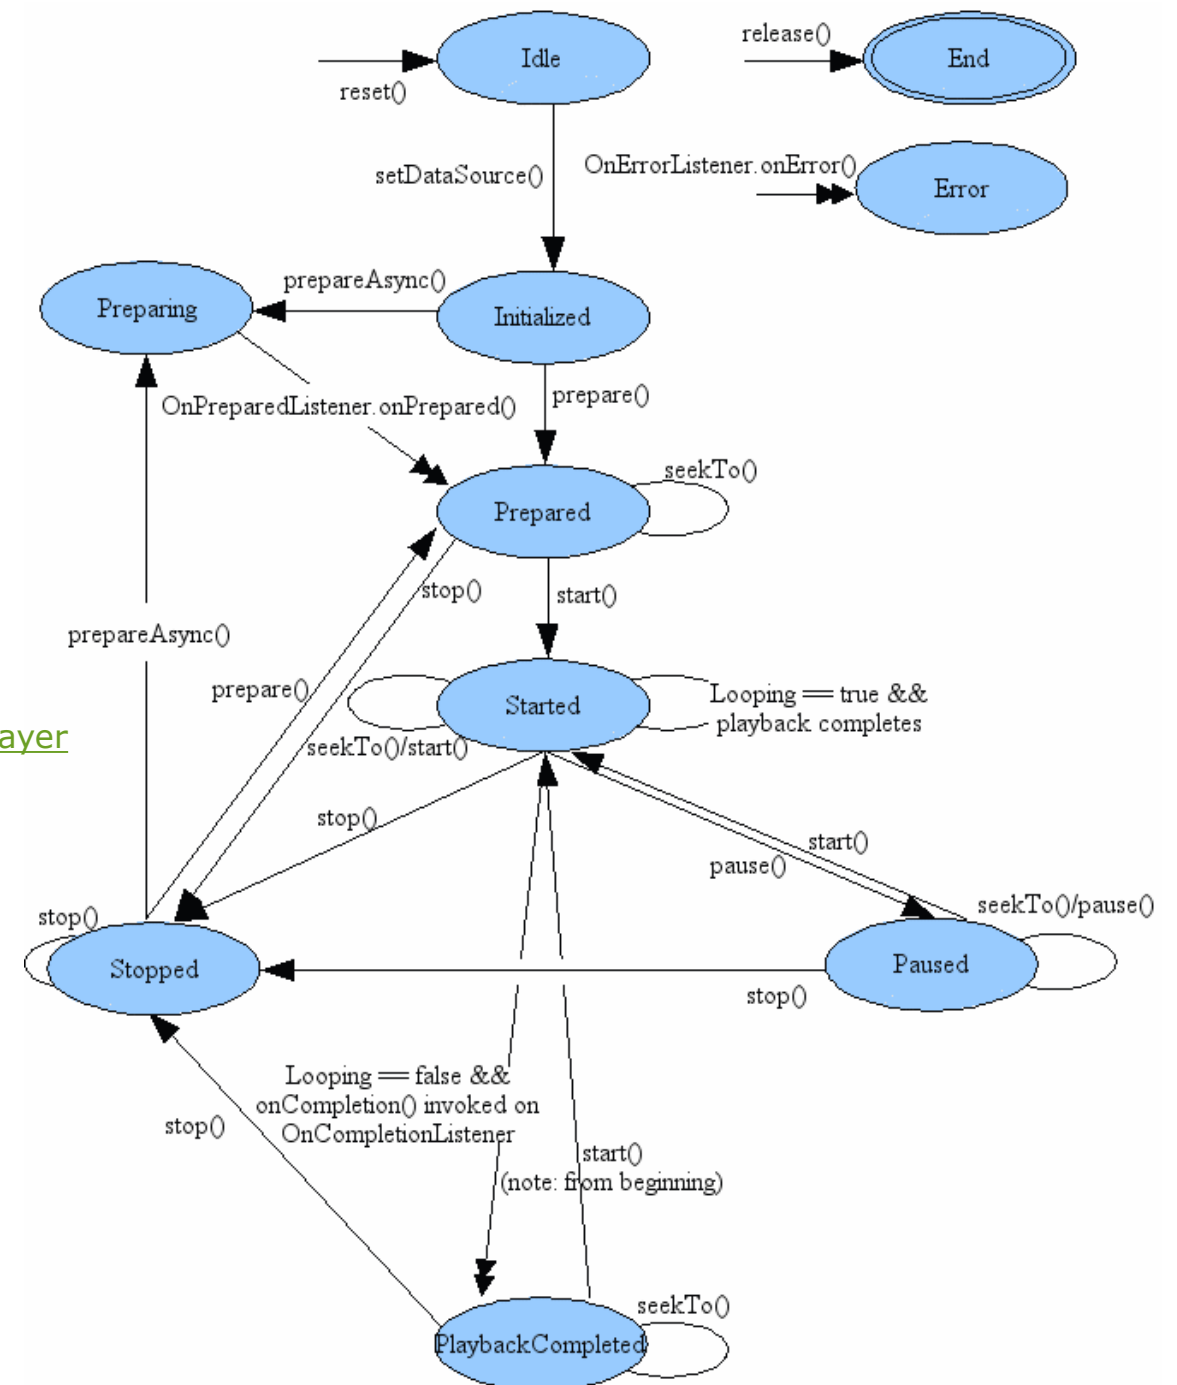 release()
Idle
End
reset()
OnErrorListener.onError()
setDataSource()
Error
prepareAsync()
Preparing
Initialized
prepare()
OnPreparedListener.onPrepared()
seekTo()
Prepared
stop()
start()
prepareAsync()
prepare()
Looping == true &&
playback completes
Started
ayer
seekTo()/start()
stop()
start()
pause()
seekTo()/pause()
stop()
Stopped
Paused
stop()
Looping == false &&
onCompletion() invoked on
OnCompletionListener
stop()
start()
(note: from beginning)
seekTo()
PlaybackCompleted